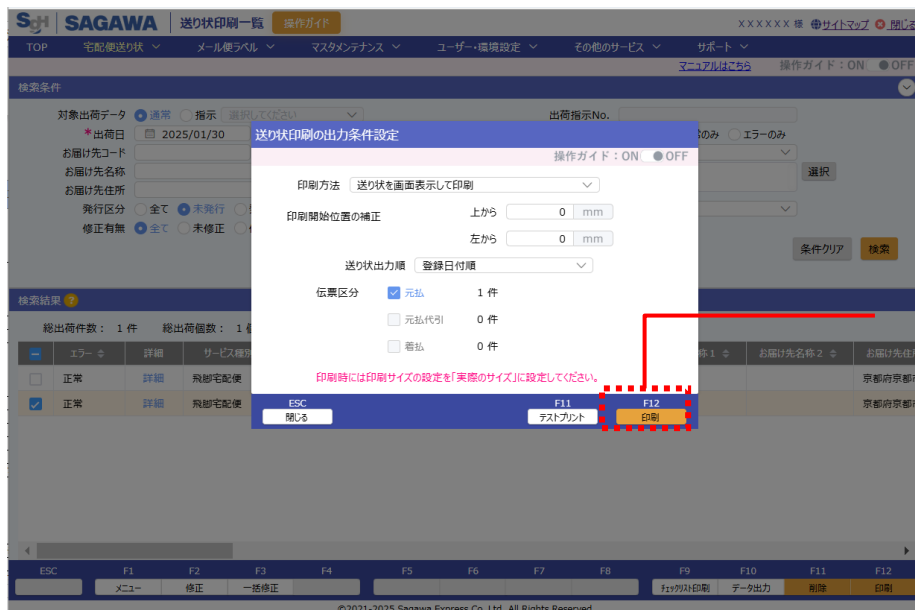 SGH SAGAWA 送り状印刷一覧 操作ガイド XXXXXX 様 サイトマップ 閉じる
TOP 宅配便送り状 メール便ラベル マスタメンテナンス ユーザー・環境設定 その他のサービス サポート
マニュアルはこちら 操作ガイド:ON OFF
検索条件
対象出荷データ 通常 指示 選択してください 出荷指示No.
*出荷日 2025/01/30 のみ エラーのみ
お届け先コード
お届け先名称 選択
お届け先住所
発行区分 全て 未発行
修正有無 全て 未修正
条件クリア 検索
送り状印刷の出力条件設定
操作ガイド:ON OFF
印刷方法 送り状を画面表示して印刷
印刷開始位置の補正 上から 0 mm
左から 0 mm
送り状出力順 登録日付順
伝票区分 元払 1 件
元払代引 0 件
着払 0 件
印刷時には印刷サイズの設定を「実際のサイズ」に設定してください。
ESC F11 F12
閉じる テストプリント 印刷
検索結果 ?
総出荷件数: 1 件 総出荷個数: 1
エラー 詳細 サービス種別 称1 お届け先名称2 お届け先住
正常 詳細 飛脚宅配便 京都府京都
正常 詳細 飛脚宅配便 京都府京都
ESC F1 F2 F3 F4 F5 F6 F7 F8 F9 F10 F11 F12
メニュー 修正 一括修正 チェックリスト印刷 データ出力 削除 印刷
©2021-2025 Sagawa Express Co.,Ltd. All Rights Reserved.